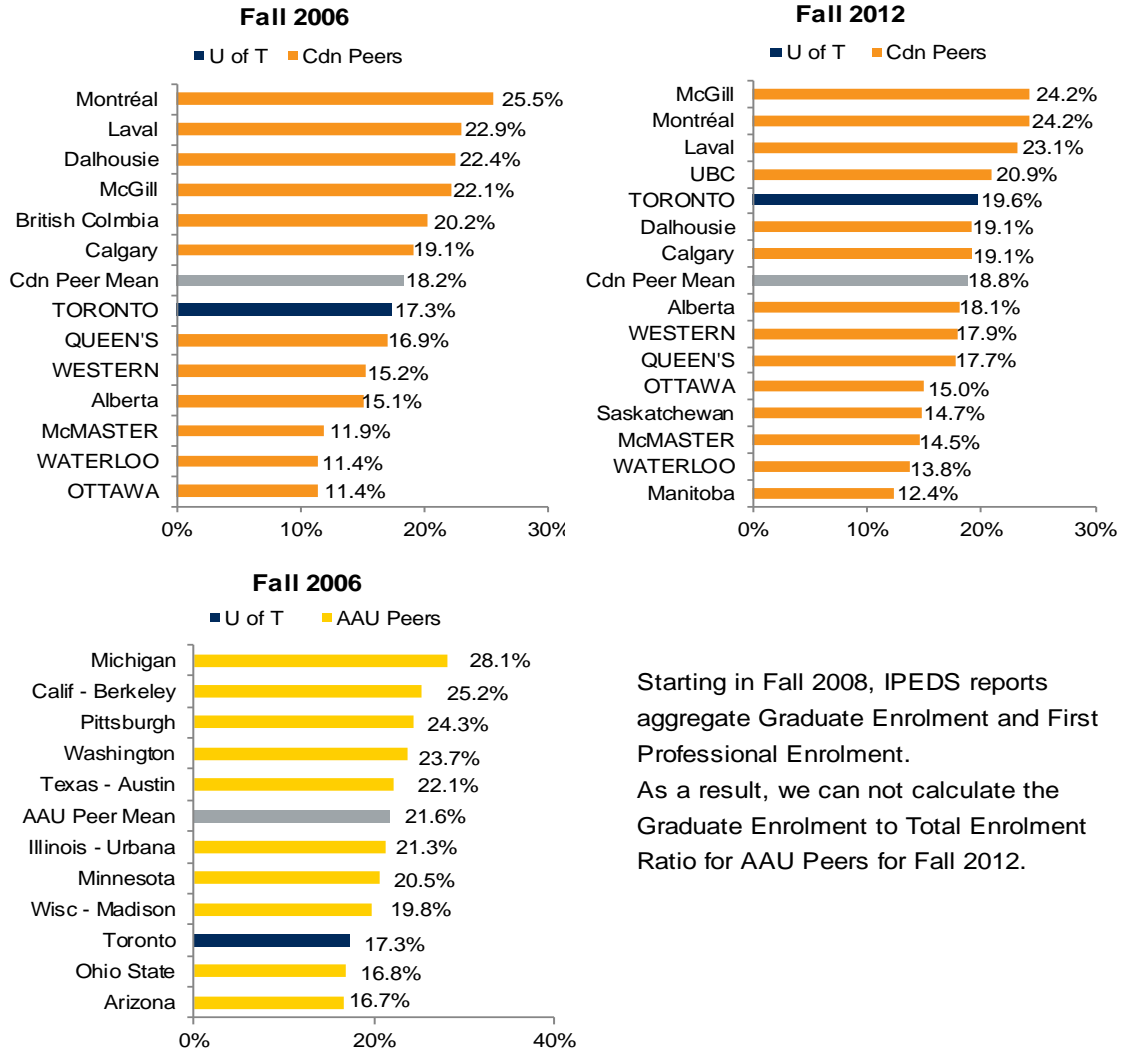 Fall 2006
U of T Cdn Peers
Montréal 25.5%
Laval 22.9%
Dalhousie 22.4%
McGill 22.1%
British Colmbia 20.2%
Calgary 19.1%
Cdn Peer Mean 18.2%
TORONTO 17.3%
QUEEN'S 16.9%
WESTERN 15.2%
Alberta 15.1%
McMASTER 11.9%
WATERLOO 11.4%
OTTAWA 11.4%
0% 10% 20% 30%
Fall 2012
U of T Cdn Peers
McGill 24.2%
Montréal 24.2%
Laval 23.1%
UBC 20.9%
TORONTO 19.6%
Dalhousie 19.1%
Calgary 19.1%
Cdn Peer Mean 18.8%
Alberta 18.1%
WESTERN 17.9%
QUEEN'S 17.7%
OTTAWA 15.0%
Saskatchewan 14.7%
McMASTER 14.5%
WATERLOO 13.8%
Manitoba 12.4%
0% 10% 20% 30%
Fall 2006
U of T AAU Peers
Michigan 28.1%
Calif - Berkeley 25.2%
Pittsburgh 24.3%
Washington 23.7%
Texas - Austin 22.1%
AAU Peer Mean 21.6%
Illinois - Urbana 21.3%
Minnesota 20.5%
Wisc - Madison 19.8%
Toronto 17.3%
Ohio State 16.8%
Arizona 16.7%
0% 20% 40%
Starting in Fall 2008, IPEDS reports
aggregate Graduate Enrolment and First
Professional Enrolment.
As a result, we can not calculate the
Graduate Enrolment to Total Enrolment
Ratio for AAU Peers for Fall 2012.